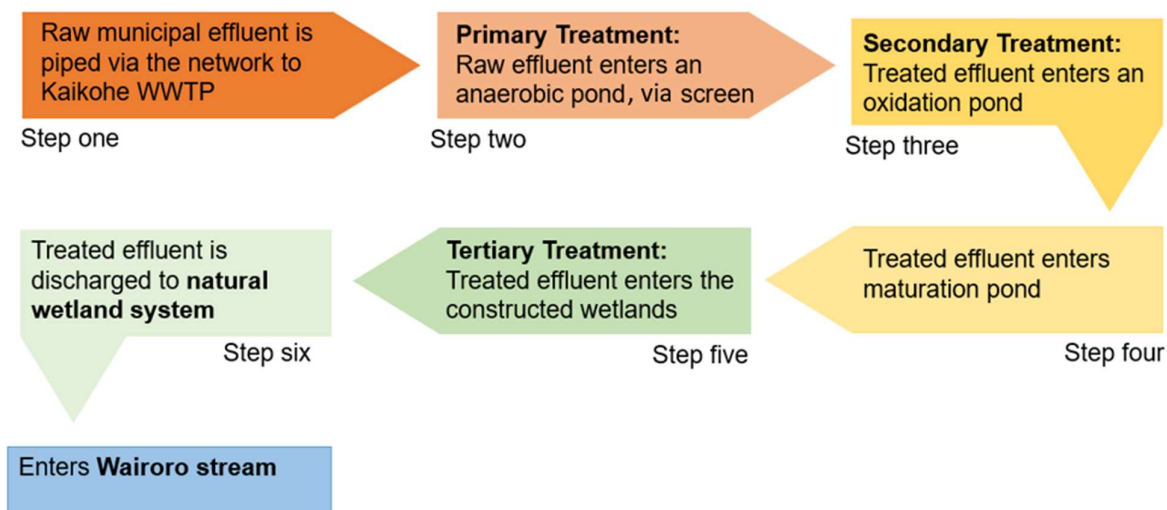 Raw municipal effluent is
piped via the network to
Kaikohe WWTP
Step one
Primary Treatment:
Raw effluent enters an
anaerobic pond, via screen
Step two
Secondary Treatment:
Treated effluent enters an
oxidation pond
Step three
Treated effluent enters
maturation pond
Step four
Tertiary Treatment:
Treated effluent enters the
constructed wetlands
Step five
Treated effluent is
discharged to natural
wetland system
Step six
Enters Wairoro stream